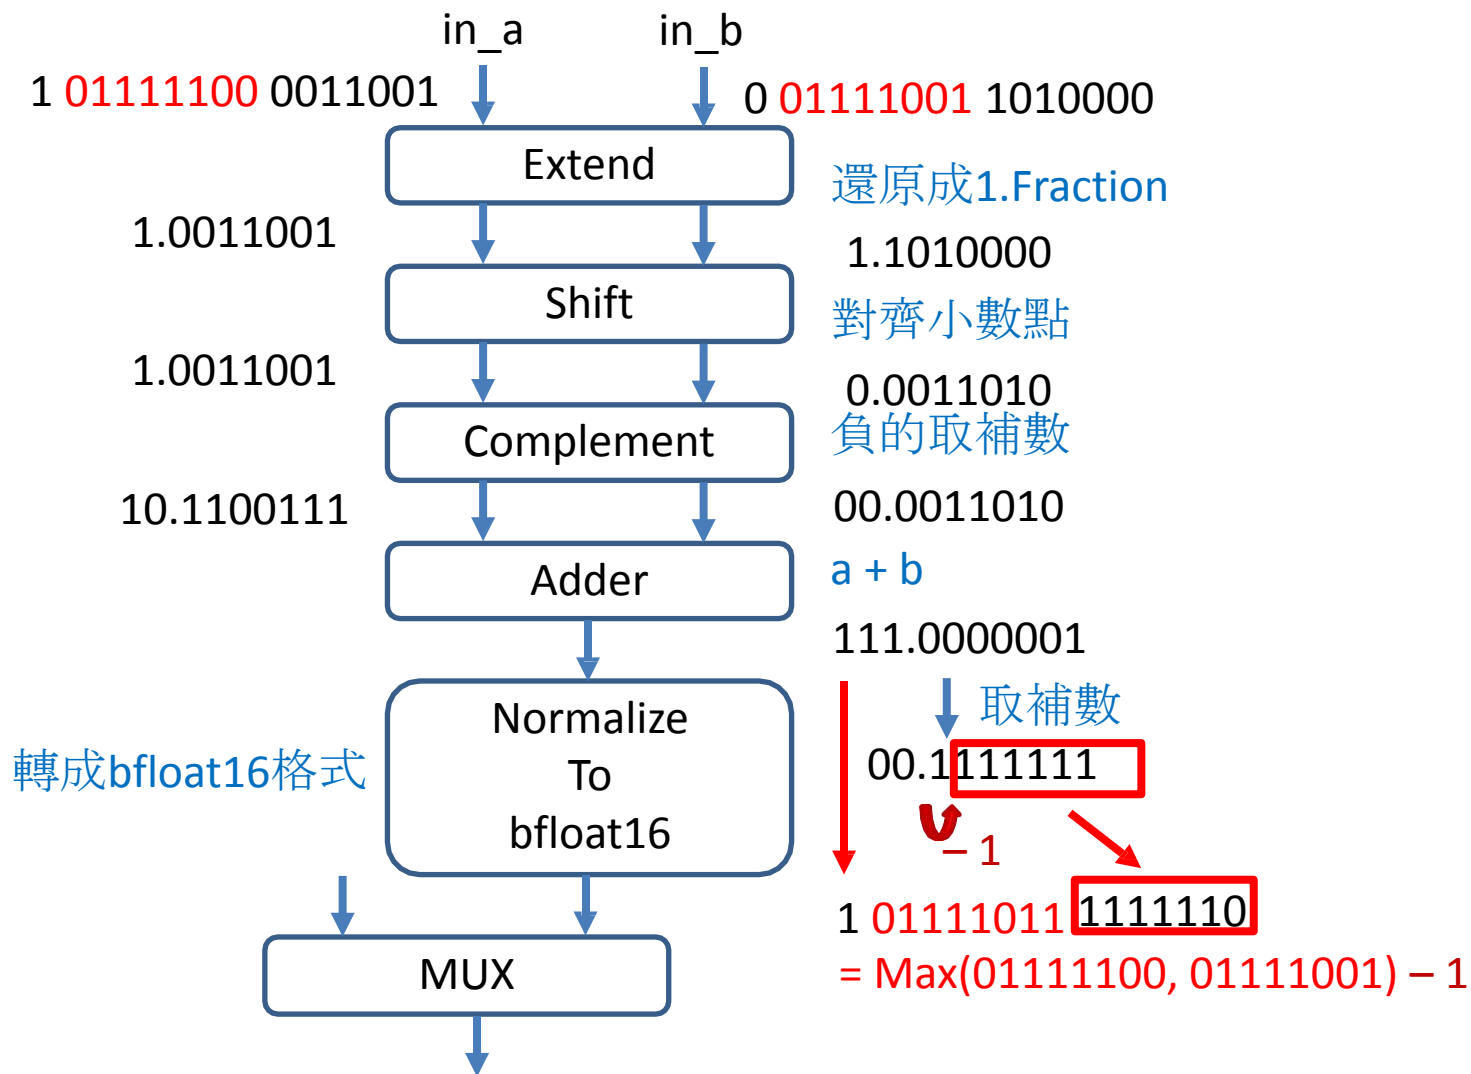 in_a
in_b
1 01111100 0011001
0 01111001 1010000
Extend
還原成1.Fraction
1.0011001
1.1010000
Shift
對齊小數點
1.0011001
0.0011010
Complement
負的取補數
10.1100111
00.0011010
Adder
a + b
111.0000001
取補數
Normalize
To
bfloat16
轉成bfloat16格式
00.11111111
– 1
1 01111011 1111110
MUX
= Max(01111100, 01111001) – 1